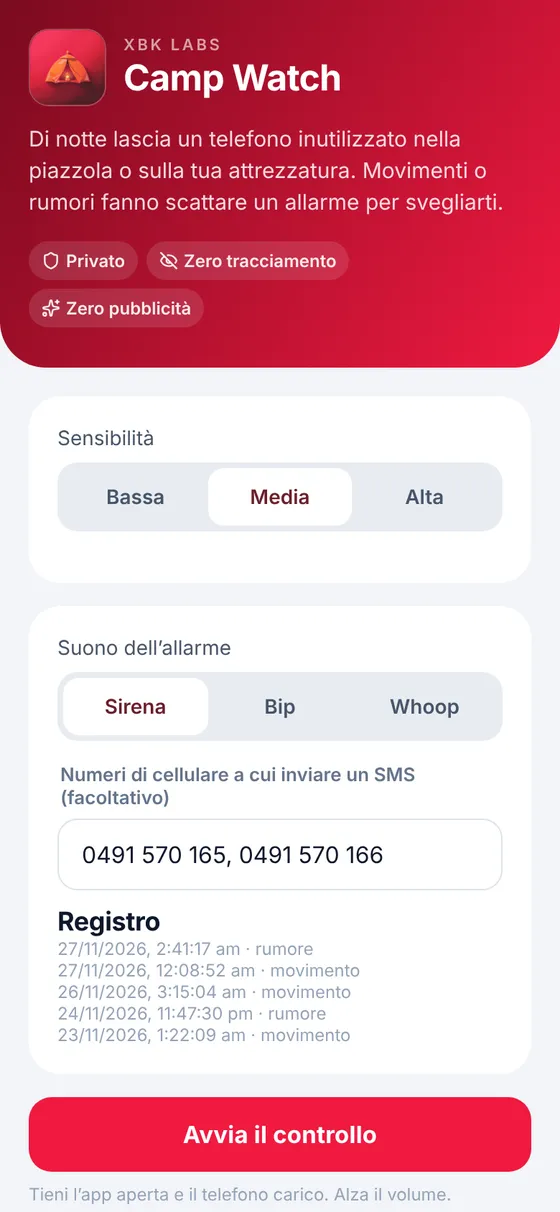 XBK LABS
Camp Watch
Di notte lascia un telefono inutilizzato nella
piazzola o sulla tua attrezzatura. Movimenti o
rumori fanno scattare un allarme per svegliarti.
Privato
Zero tracciamento
Zero pubblicità
Sensibilità
Bassa
Media
Alta
Suono dell’allarme
Sirena
Bip
Whoop
Numeri di cellulare a cui inviare un SMS
(facoltativo)
0491 570 165, 0491 570 166
Registro
27/11/2026, 2:41:17 am · rumore
27/11/2026, 12:08:52 am · movimento
26/11/2026, 3:15:04 am · movimento
24/11/2026, 11:47:30 pm · rumore
23/11/2026, 1:22:09 am · movimento
Avvia il controllo
Tieni l’app aperta e il telefono carico. Alza il volume.